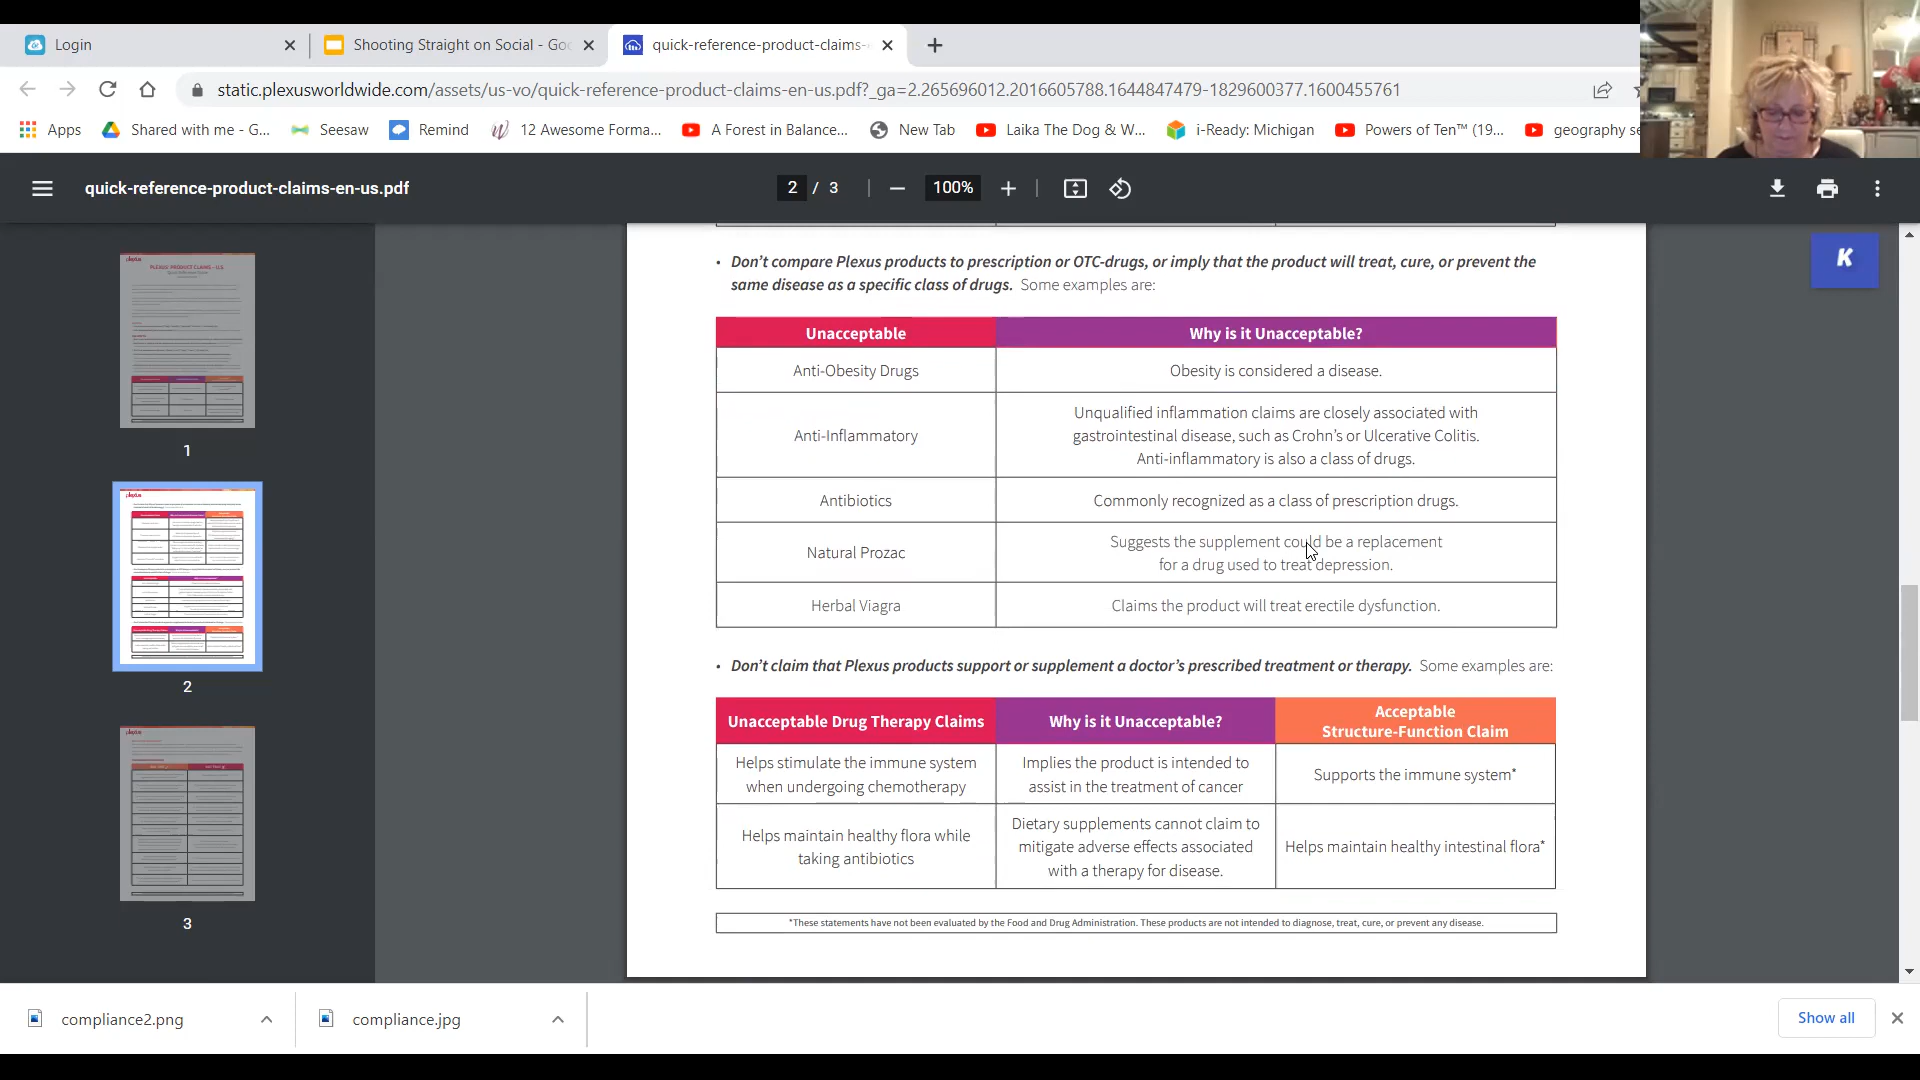 Login
Shooting Straight on Social - Goo
quick-reference-product-claims-
static.plexusworldwide.com/assets/us-vo/quick-reference-product-claims-en-us.pdf?_ga=2.265696012.2016605788.1644847479-1829600377.1600455761
Apps
Shared with me - G...
Seesaw
Remind
12 Awesome Forma...
A Forest in Balance...
New Tab
Laika The Dog & W...
i-Ready: Michigan
Powers of Ten™ (19...
geography se
quick-reference-product-claims-en-us.pdf
2 / 3
100%
K
1
2
3
• Don't compare Plexus products to prescription or OTC-drugs, or imply that the product will treat, cure, or prevent the
same disease as a specific class of drugs. Some examples are:
Unacceptable
Why is it Unacceptable?
Anti-Obesity Drugs
Obesity is considered a disease.
Anti-Inflammatory
Unqualified inflammation claims are closely associated with
gastrointestinal disease, such as Crohn's or Ulcerative Colitis.
Anti-inflammatory is also a class of drugs.
Antibiotics
Commonly recognized as a class of prescription drugs.
Natural Prozac
Suggests the supplement could be a replacement
for a drug used to treat depression.
Herbal Viagra
Claims the product will treat erectile dysfunction.
• Don't claim that Plexus products support or supplement a doctor's prescribed treatment or therapy. Some examples are:
Unacceptable Drug Therapy Claims
Why is it Unacceptable?
Acceptable
Structure-Function Claim
Helps stimulate the immune system
when undergoing chemotherapy
Implies the product is intended to
assist in the treatment of cancer
Supports the immune system*
Helps maintain healthy flora while
taking antibiotics
Dietary supplements cannot claim to
mitigate adverse effects associated
with a therapy for disease.
Helps maintain healthy intestinal flora*
*These statements have not been evaluated by the Food and Drug Administration. These products are not intended to diagnose, treat, cure, or prevent any disease.
compliance2.png
compliance.jpg
Show all